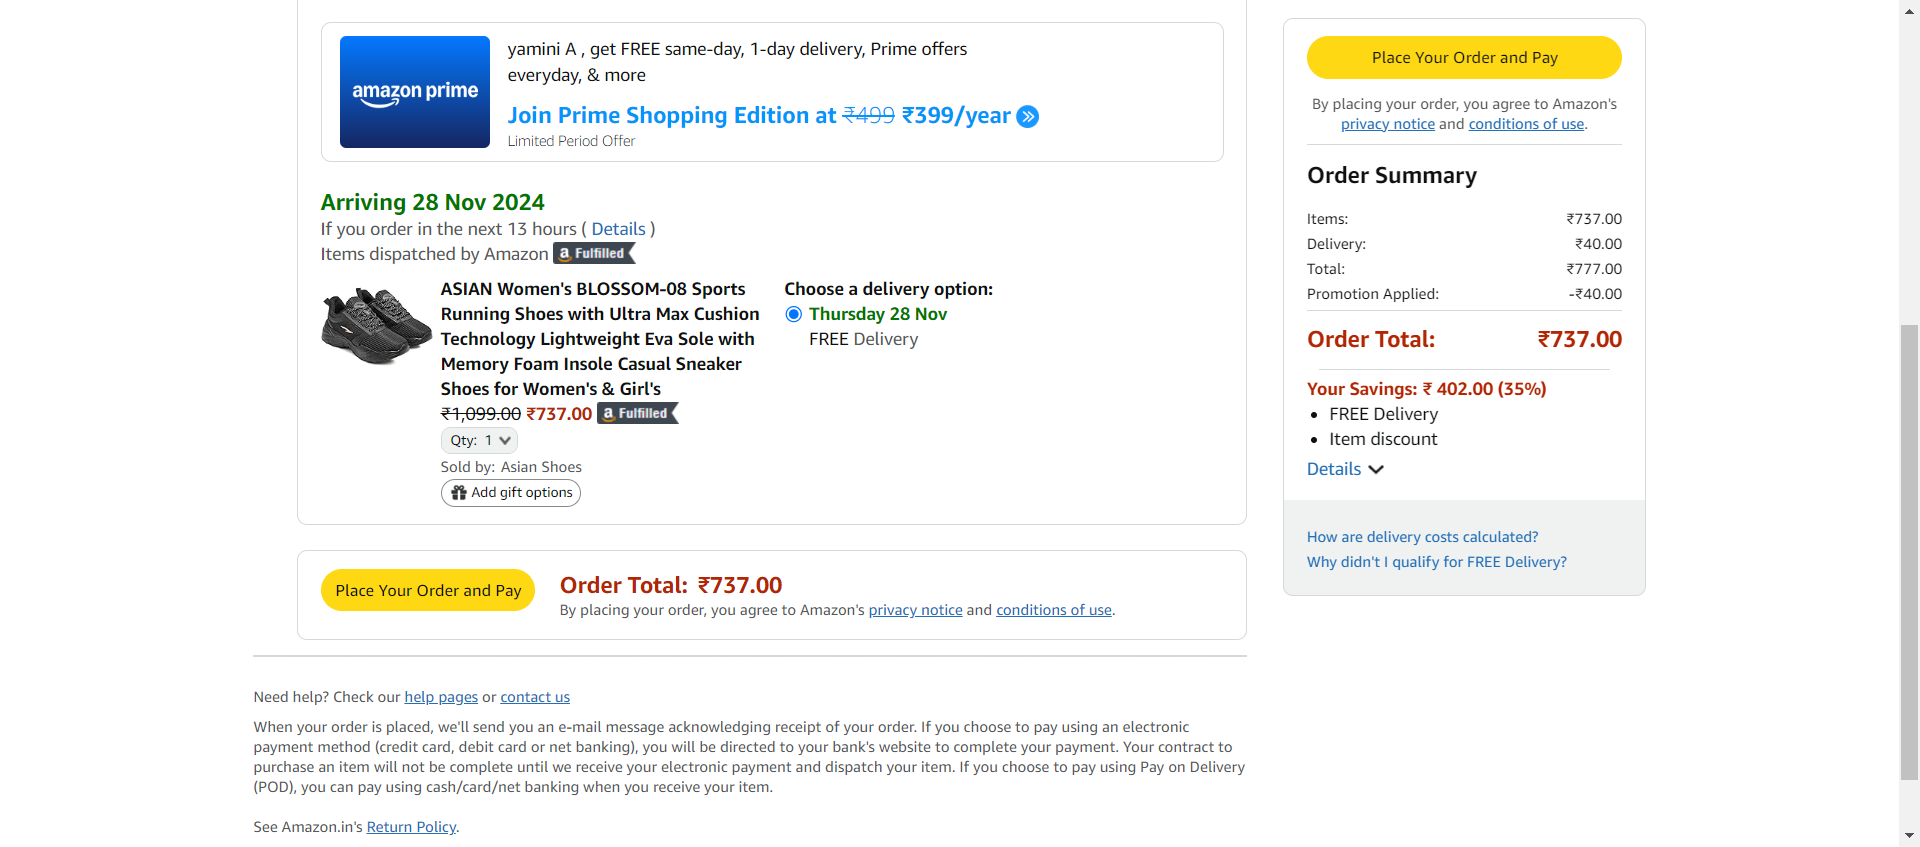 amazon prime
yamini A , get FREE same-day, 1-day delivery, Prime offers
everyday, & more
Join Prime Shopping Edition at ₹499 ₹399/year
Limited Period Offer
Arriving 28 Nov 2024
If you order in the next 13 hours ( Details )
Items dispatched by Amazon a Fulfilled
ASIAN Women's BLOSSOM-08 Sports
Running Shoes with Ultra Max Cushion
Technology Lightweight Eva Sole with
Memory Foam Insole Casual Sneaker
Shoes for Women's & Girl's
₹1,099.00 ₹737.00 a Fulfilled
Qty: 1
Sold by: Asian Shoes
Add gift options
Choose a delivery option:
Thursday 28 Nov
FREE Delivery
Place Your Order and Pay
Order Total: ₹737.00
By placing your order, you agree to Amazon's privacy notice and conditions of use.
Need help? Check our help pages or contact us
When your order is placed, we'll send you an e-mail message acknowledging receipt of your order. If you choose to pay using an electronic
payment method (credit card, debit card or net banking), you will be directed to your bank's website to complete your payment. Your contract to
purchase an item will not be complete until we receive your electronic payment and dispatch your item. If you choose to pay using Pay on Delivery
(POD), you can pay using cash/card/net banking when you receive your item.
See Amazon.in's Return Policy.
Place Your Order and Pay
By placing your order, you agree to Amazon's
privacy notice and conditions of use.
Order Summary
Items: ₹737.00
Delivery: ₹40.00
Total: ₹777.00
Promotion Applied: -₹40.00
Order Total: ₹737.00
Your Savings: ₹ 402.00 (35%)
• FREE Delivery
• Item discount
Details
How are delivery costs calculated?
Why didn't I qualify for FREE Delivery?